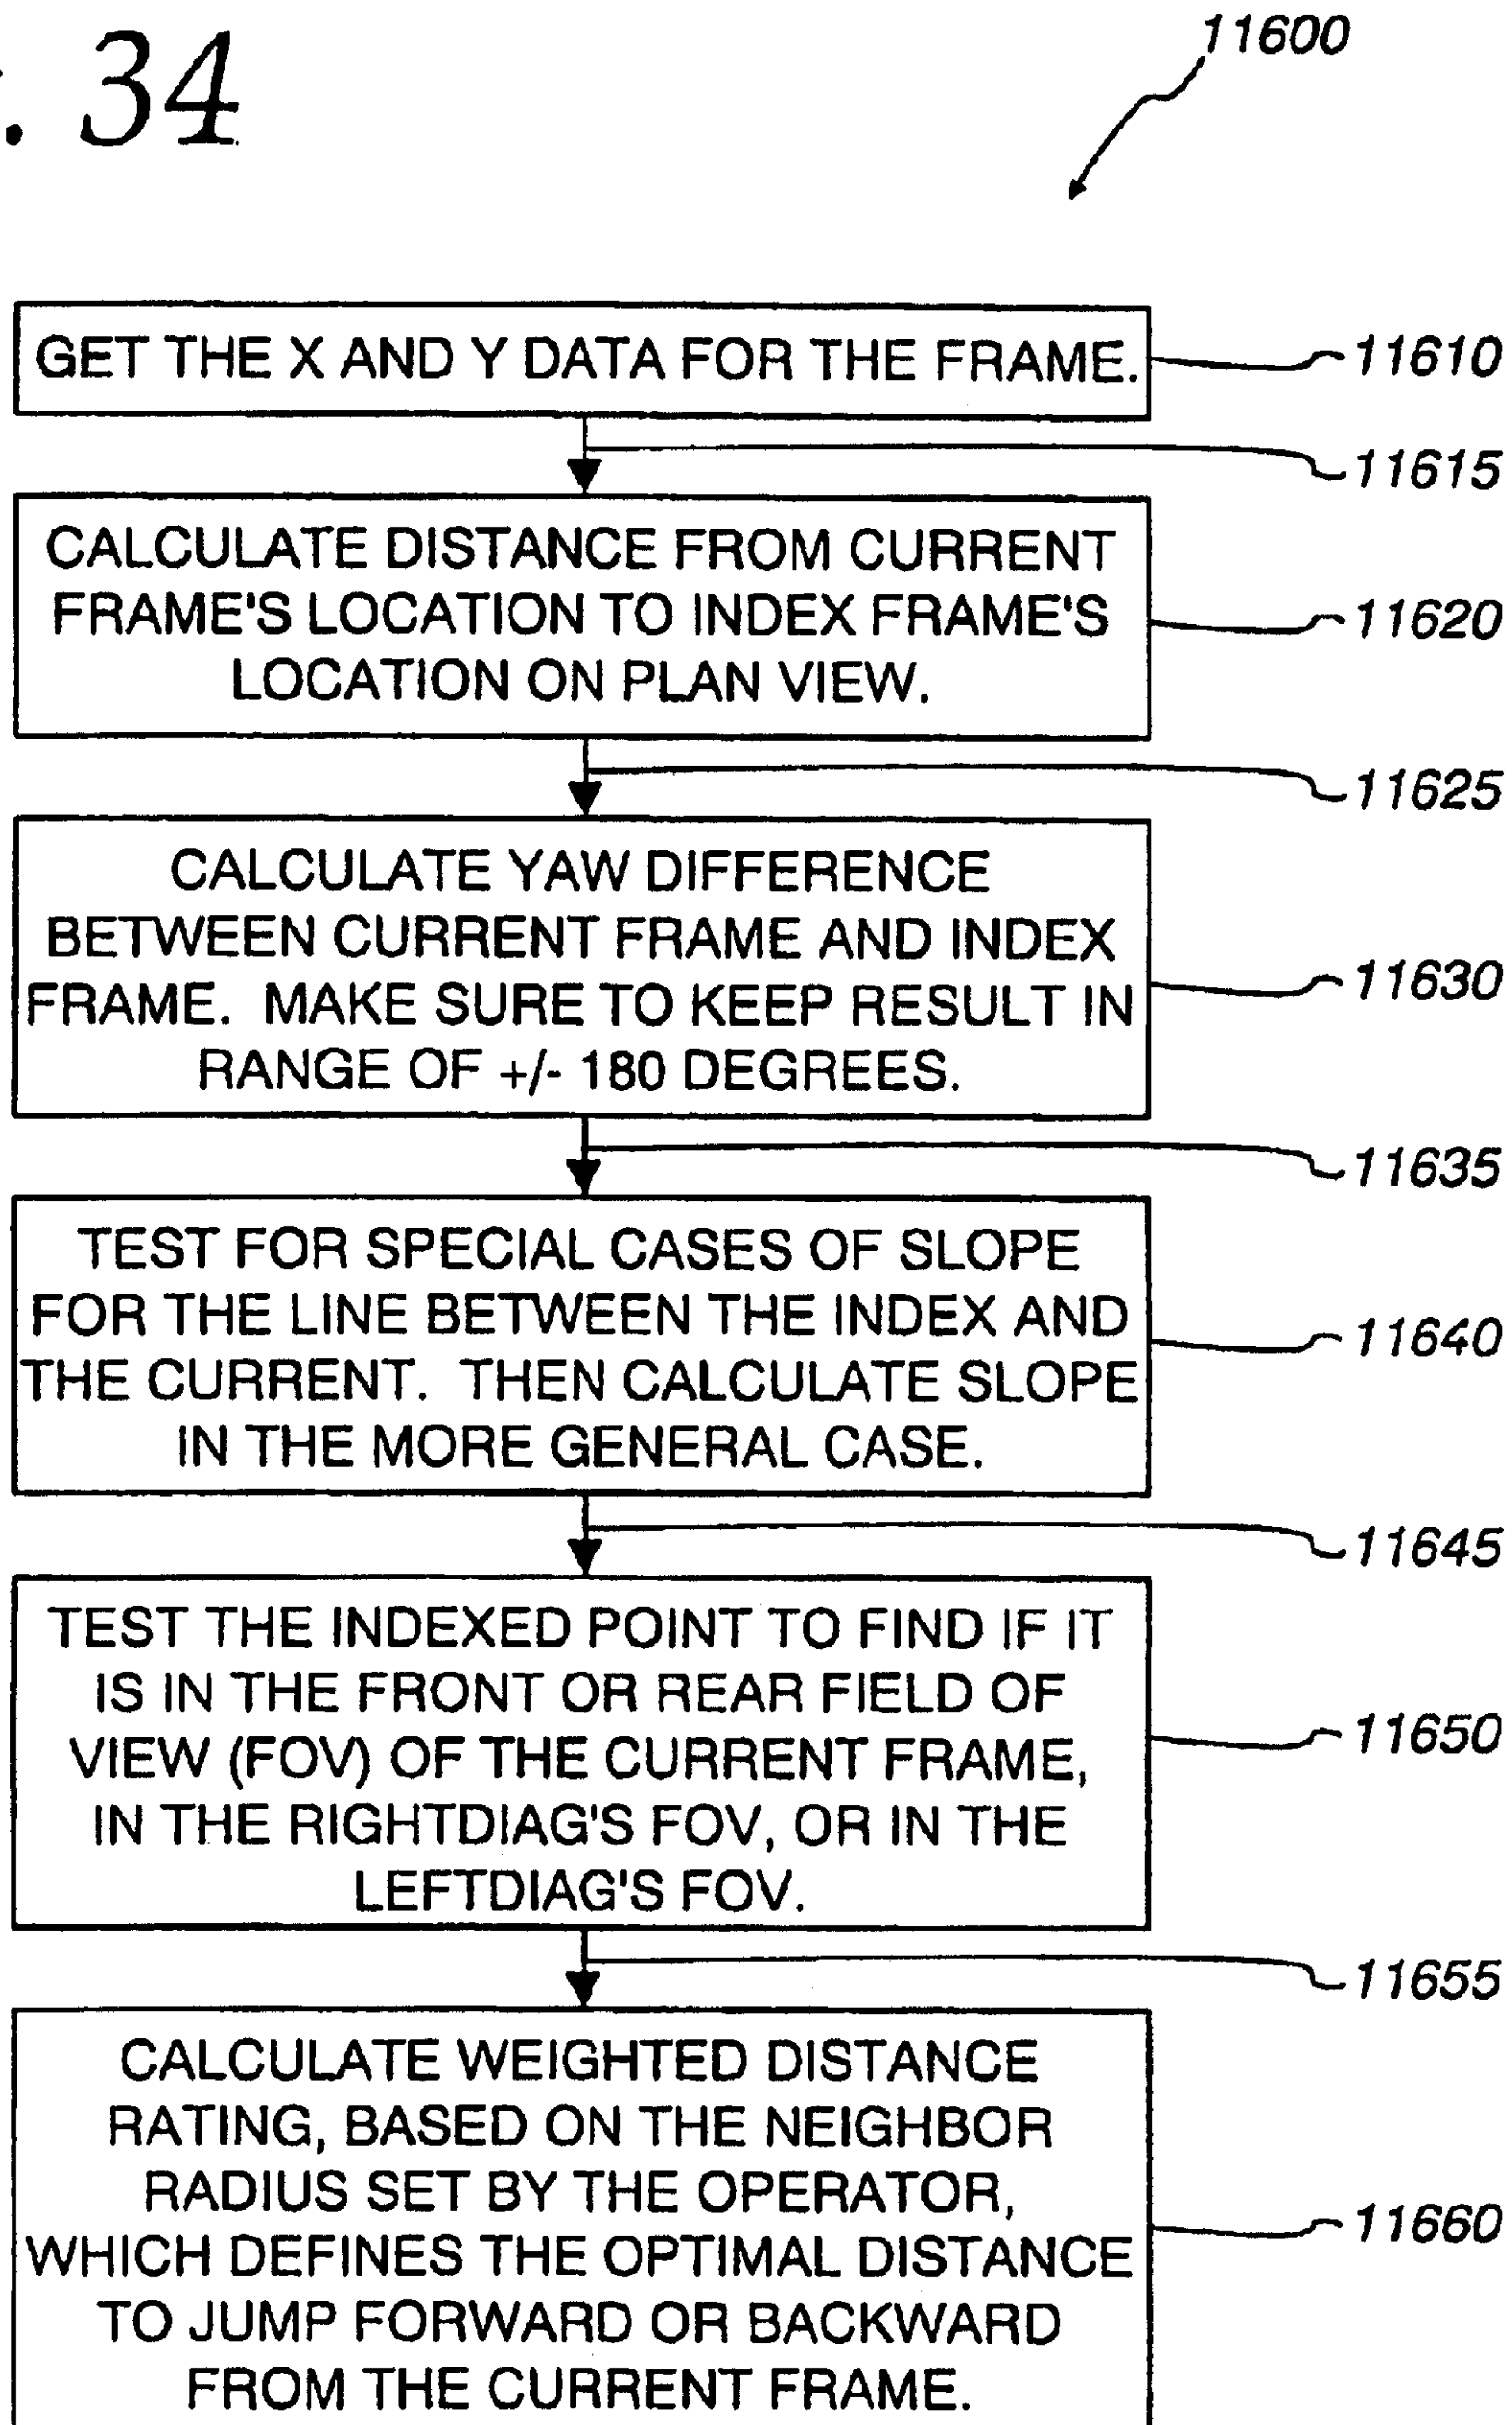 . 34
11600
GET THE X AND Y DATA FOR THE FRAME.
11610
11615
CALCULATE DISTANCE FROM CURRENT
FRAME'S LOCATION TO INDEX FRAME'S
LOCATION ON PLAN VIEW.
11620
11625
CALCULATE YAW DIFFERENCE
BETWEEN CURRENT FRAME AND INDEX
FRAME. MAKE SURE TO KEEP RESULT IN
RANGE OF +/- 180 DEGREES.
11630
11635
TEST FOR SPECIAL CASES OF SLOPE
FOR THE LINE BETWEEN THE INDEX AND
THE CURRENT. THEN CALCULATE SLOPE
IN THE MORE GENERAL CASE.
11640
11645
TEST THE INDEXED POINT TO FIND IF IT
IS IN THE FRONT OR REAR FIELD OF
VIEW (FOV) OF THE CURRENT FRAME,
IN THE RIGHTDIAG'S FOV, OR IN THE
LEFTDIAG'S FOV.
11650
11655
CALCULATE WEIGHTED DISTANCE
RATING, BASED ON THE NEIGHBOR
RADIUS SET BY THE OPERATOR,
WHICH DEFINES THE OPTIMAL DISTANCE
TO JUMP FORWARD OR BACKWARD
FROM THE CURRENT FRAME.
11660